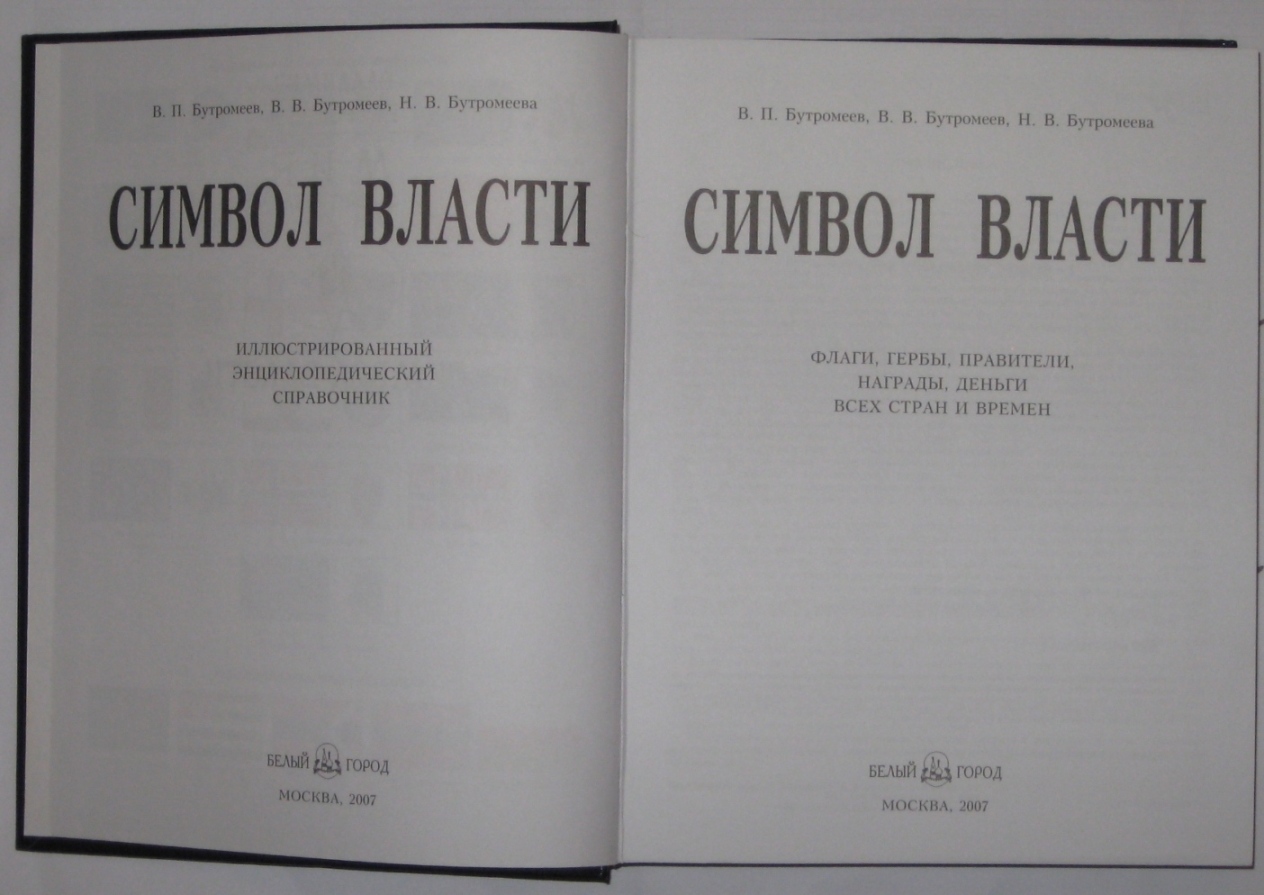 В. П. Бутромеев, В. В. Бутромеев, Н. В. Бутромеева
СИМВОЛ ВЛАСТИ
ИЛЛЮСТРИРОВАННЫЙ
ЭНЦИКЛОПЕДИЧЕСКИЙ
СПРАВОЧНИК
БЕЛЫЙ ГОРОД
МОСКВА, 2007
В. П. Бутромеев, В. В. Бутромеев, Н. В. Бутромеева
СИМВОЛ ВЛАСТИ
ФЛАГИ, ГЕРБЫ, ПРАВИТЕЛИ,
НАГРАДЫ, ДЕНЬГИ
ВСЕХ СТРАН И ВРЕМЕН
БЕЛЫЙ ГОРОД
МОСКВА, 2007